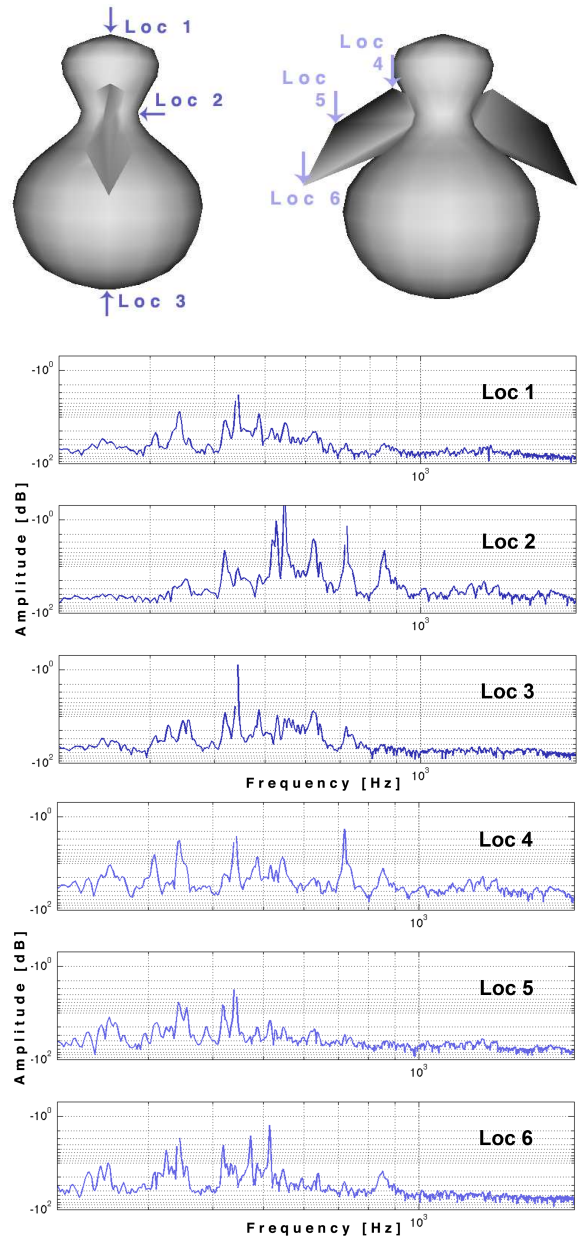 Loc 1
Loc 2
Loc 3
Loc
4
Loc
5
Loc 6
Amplitude [dB]
-10⁰
-10²
Loc 1
10³
-10⁰
-10²
Loc 2
10³
-10⁰
-10²
Loc 3
10³
Frequency [Hz]
Amplitude [dB]
-10⁰
-10²
Loc 4
10³
-10⁰
-10²
Loc 5
10³
-10⁰
-10²
Loc 6
10³
Frequency [Hz]